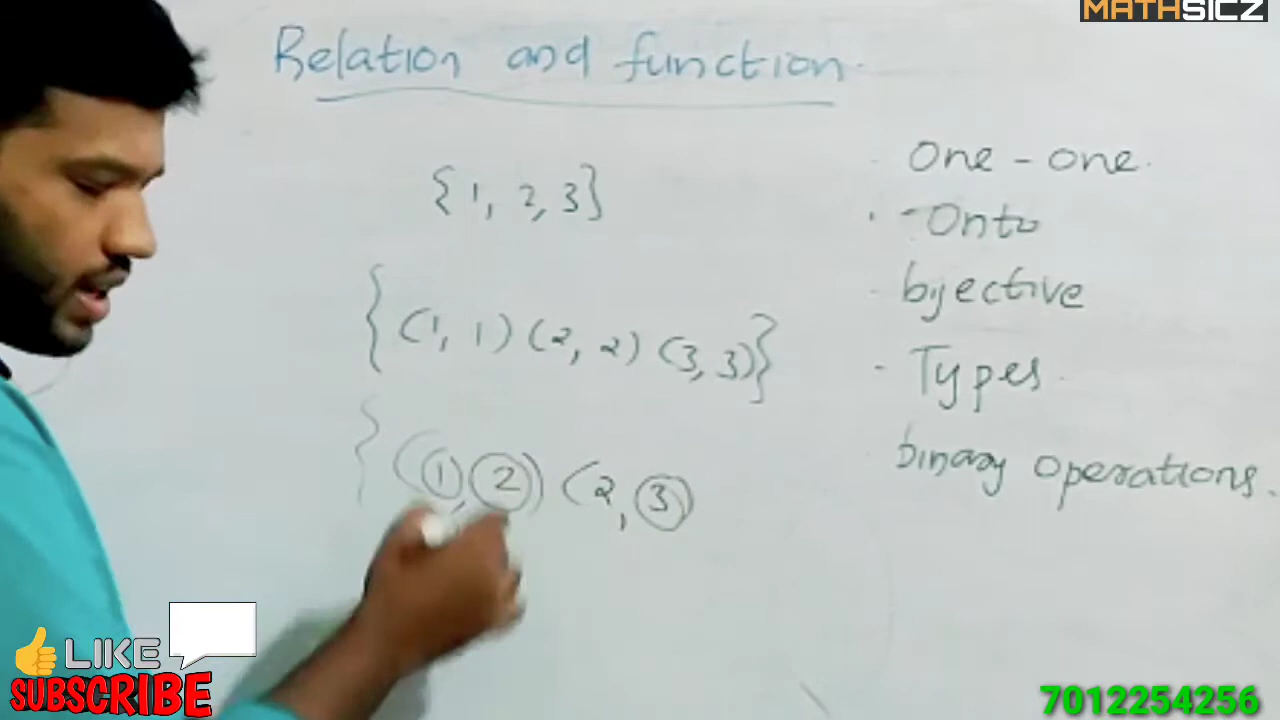 MATHSICZ
Relation and function.
{1, 2, 3}
{(1, 1) (2, 2) (3, 3)}
{(1, 2) (2, 3)
One - one.
Onto
bijective
Types
binary operations.
LIKE
SUBSCRIBE
7012254256